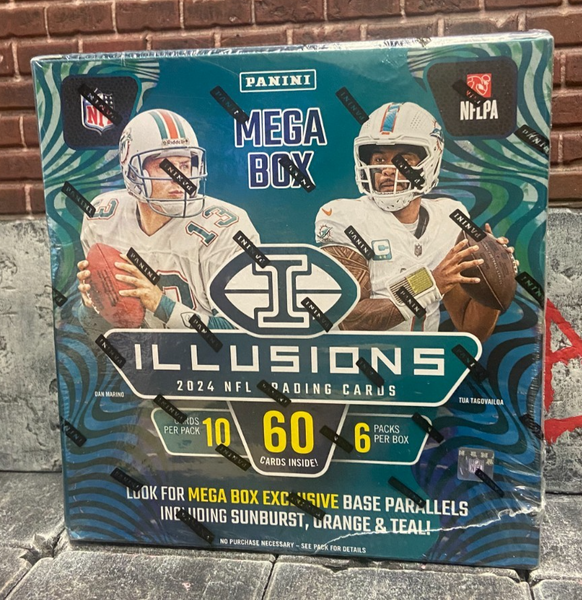 PANINI
NFL
NFLPA
MEGA
BOX
13
13
I
ILLUSIONS
2024 NFL TRADING CARDS
DAN MARINO
TUA TAGOVAILOA
CARDS
PER PACK 10
60
CARDS INSIDE!
6 PACKS
PER BOX
LOOK FOR MEGA BOX EXCLUSIVE BASE PARALLELS
INCLUDING SUNBURST, ORANGE & TEAL!
NO PURCHASE NECESSARY – SEE PACK FOR DETAILS